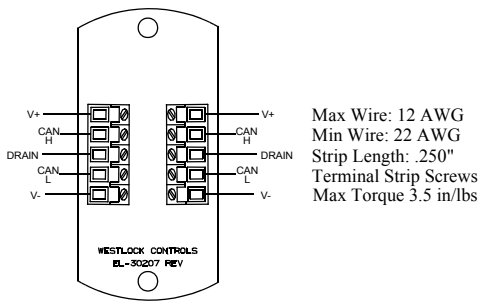 V+
CAN
H
DRAIN
CAN
L
V-
V+
CAN
H
DRAIN
CAN
L
V-
Max Wire: 12 AWG
Min Wire: 22 AWG
Strip Length: .250"
Terminal Strip Screws
Max Torque 3.5 in/lbs
WESTLOCK CONTROLS
EL-30207 REV